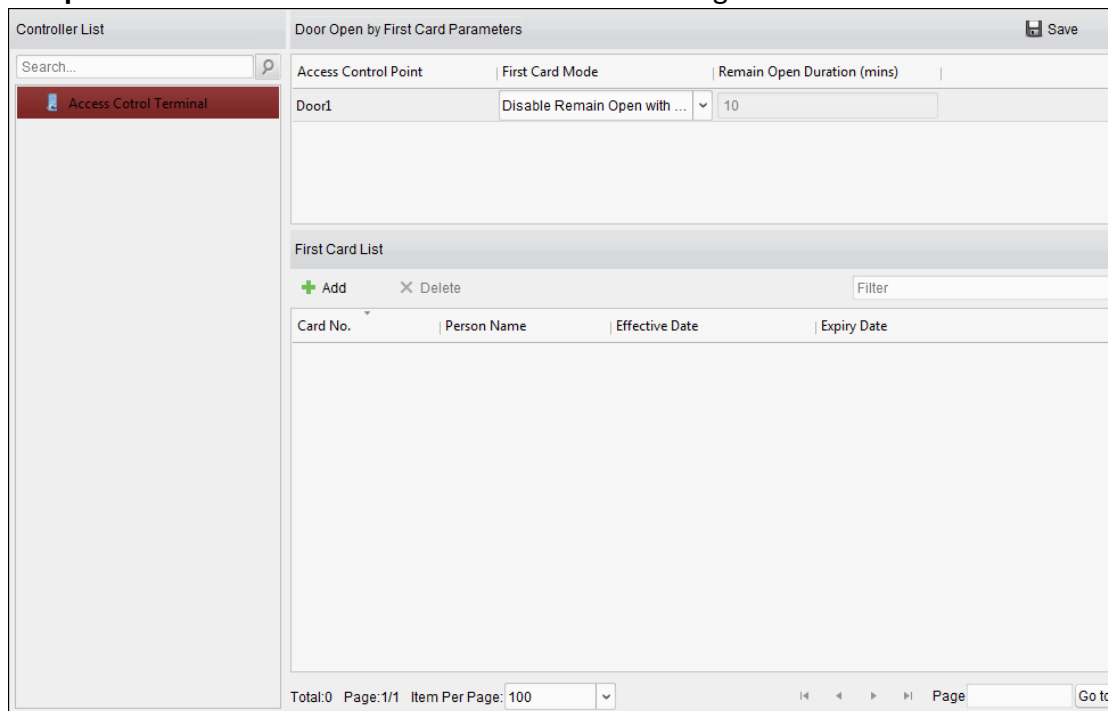 Controller List
Search...
Access Cotrol Terminal
Door Open by First Card Parameters
Save
Access Control Point First Card Mode Remain Open Duration (mins)
Door1 Disable Remain Open with ... 10
First Card List
Add Delete Filter
Card No. Person Name Effective Date Expiry Date
Total:0 Page:1/1 Item Per Page: 100 Page Go to